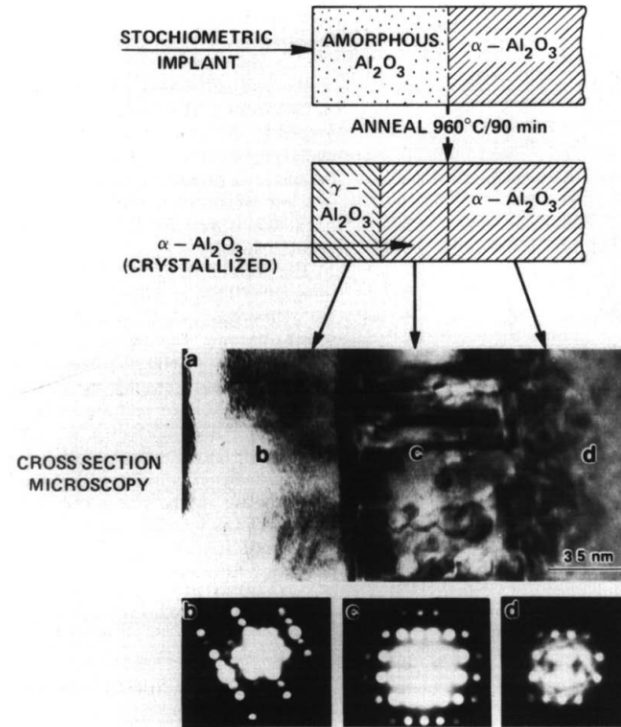 STOCHIOMETRIC
IMPLANT
AMORPHOUS
Al₂O₃
α – Al₂O₃
ANNEAL 960°C/90 min
γ –
Al₂O₃
α – Al₂O₃
α – Al₂O₃
(CRYSTALLIZED)
a
b
c
d
CROSS SECTION
MICROSCOPY
35 nm
b
c
d